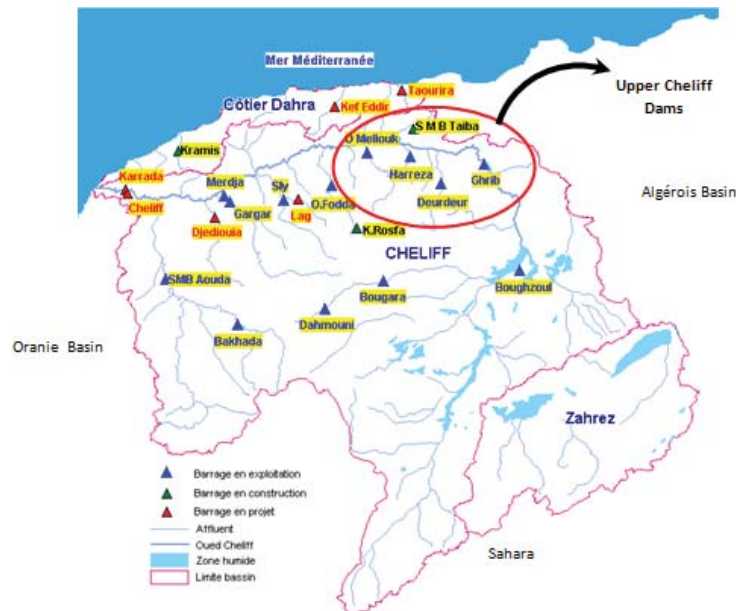 Mer Méditerranée
Taourira
Upper Cheliff
Dams
Côtier Dahra
Kef Eddir
S M B Taiba
O Mellouk
Kramis
Harreza
Ghrib
Karrada
Merdja
Sly
Algérois Basin
Cheliff
Gargar
Lag
O.Fodda
Deurdeur
Djediouia
K.Rosfa
CHELIFF
SMB Aouda
Bougara
Boughzoul
Dahmouni
Bakhada
Oranie Basin
Zahrez
Barrage en exploitation
Barrage en construction
Barrage en projet
Affluent
Oued Cheliff
Zone humide
Limite bassin
Sahara